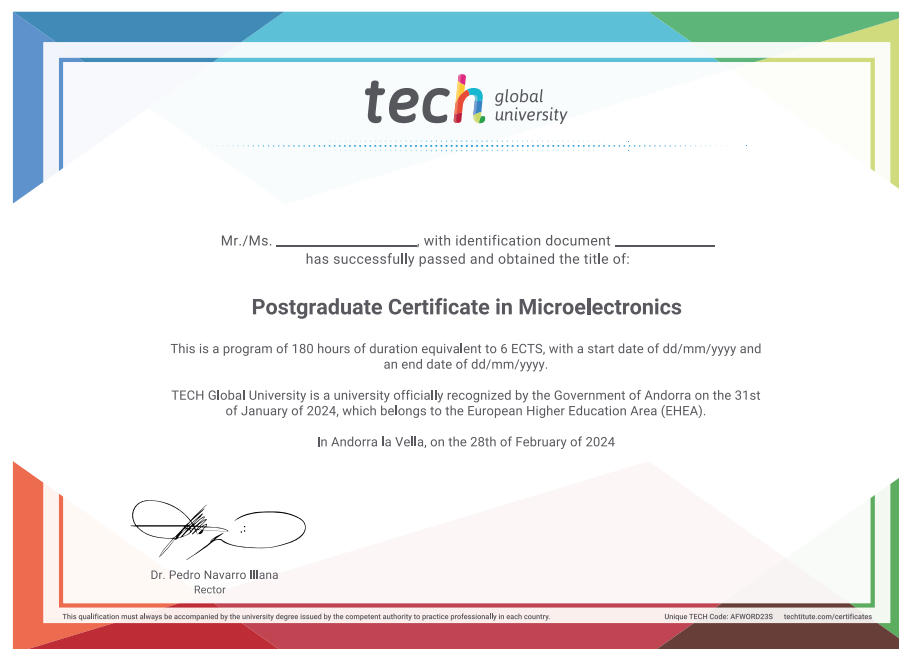 tech global
university
Mr./Ms. ____________________, with identification document ______________
has successfully passed and obtained the title of:
Postgraduate Certificate in Microelectronics
This is a program of 180 hours of duration equivalent to 6 ECTS, with a start date of dd/mm/yyyy and
an end date of dd/mm/yyyy.
TECH Global University is a university officially recognized by the Government of Andorra on the 31st
of January of 2024, which belongs to the European Higher Education Area (EHEA).
In Andorra la Vella, on the 28th of February of 2024
Dr. Pedro Navarro Illana
Rector
This qualification must always be accompanied by the university degree issued by the competent authority to practice professionally in each country. Unique TECH Code: AFWORD23S techtitute.com/certificates